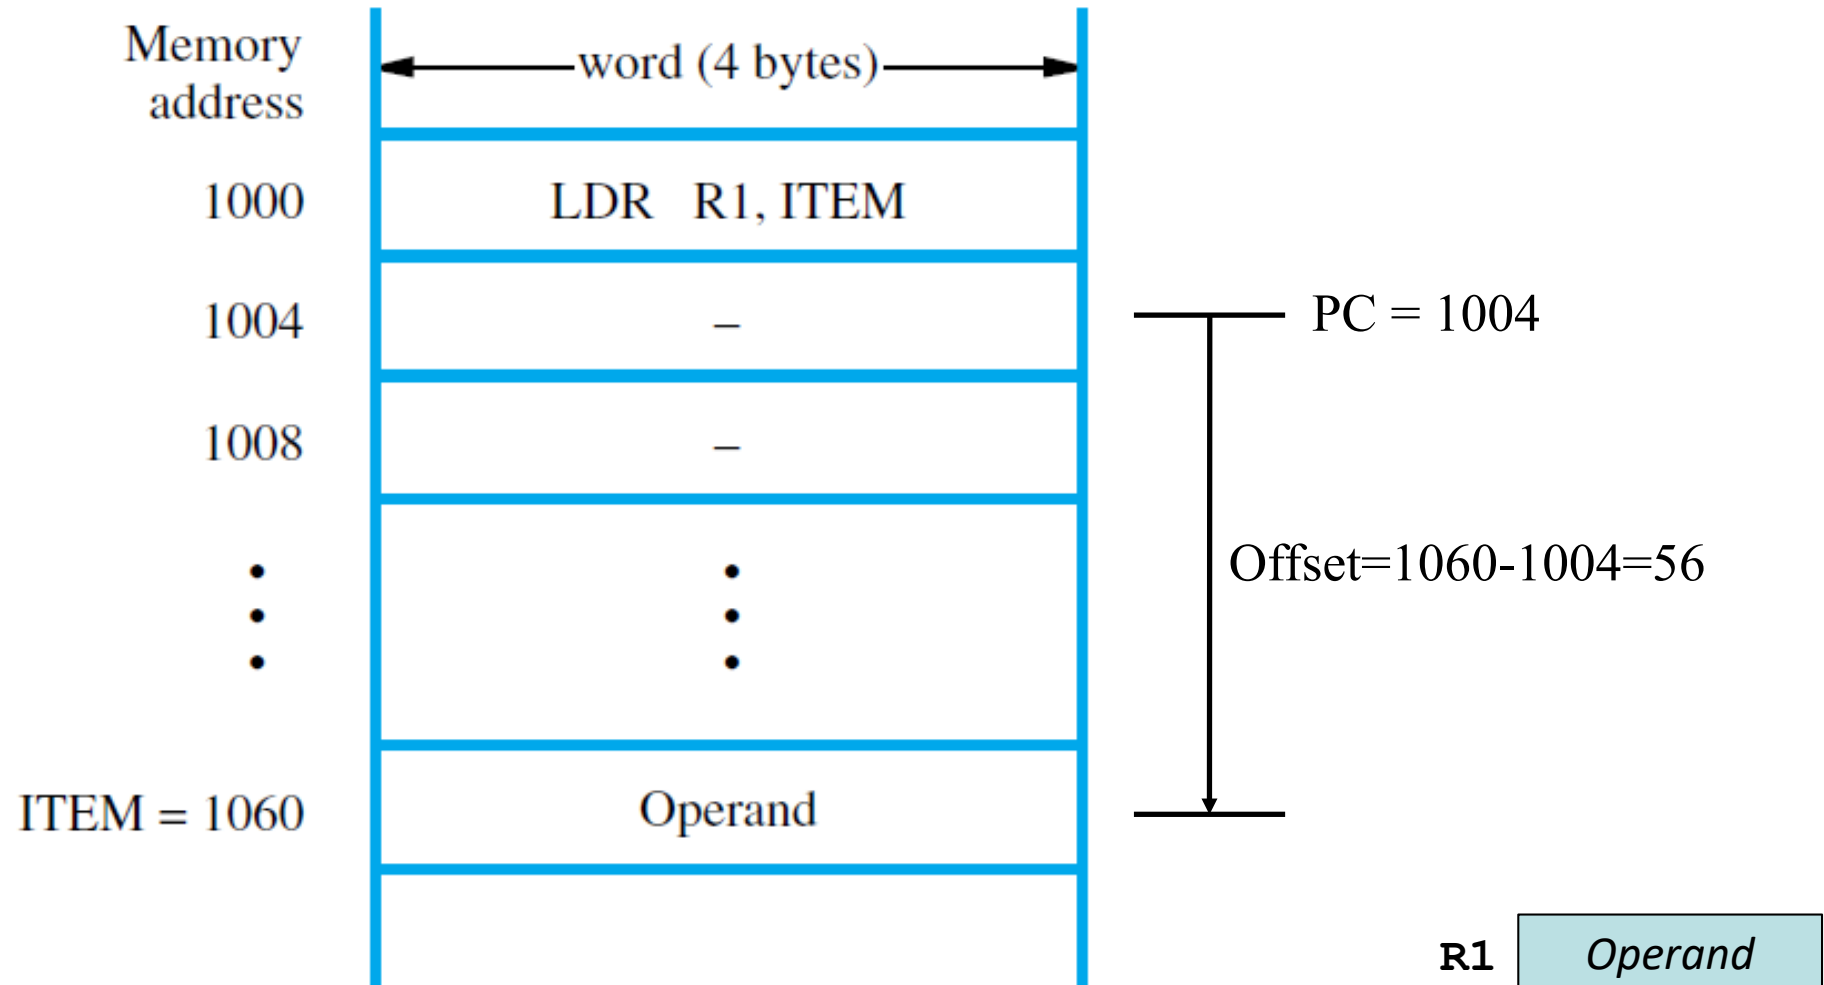 Memory
address
word (4 bytes)
1000
LDR R1, ITEM
1004
–
PC = 1004
1008
–
Offset=1060-1004=56
ITEM = 1060
Operand
R1
Operand